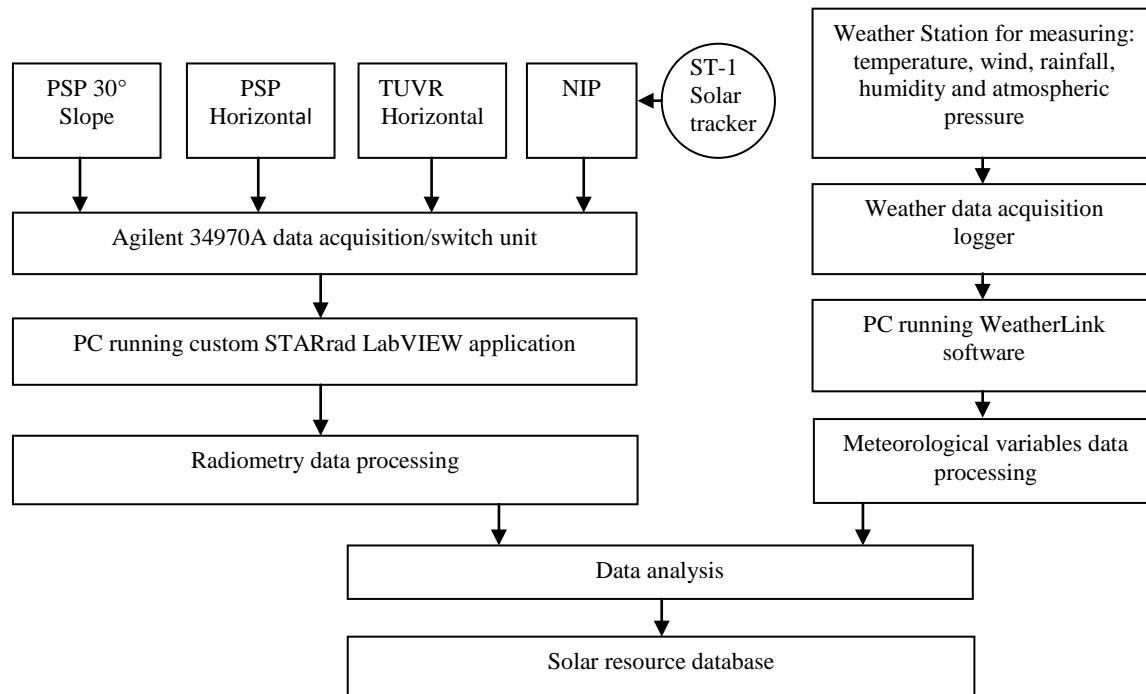 PSP 30°
Slope
PSP
Horizontal
TUVR
Horizontal
NIP
ST-1
Solar
tracker
Weather Station for measuring:
temperature, wind, rainfall,
humidity and atmospheric
pressure
Agilent 34970A data acquisition/switch unit
Weather data acquisition
logger
PC running custom STARrad LabVIEW application
PC running WeatherLink
software
Radiometry data processing
Meteorological variables data
processing
Data analysis
Solar resource database